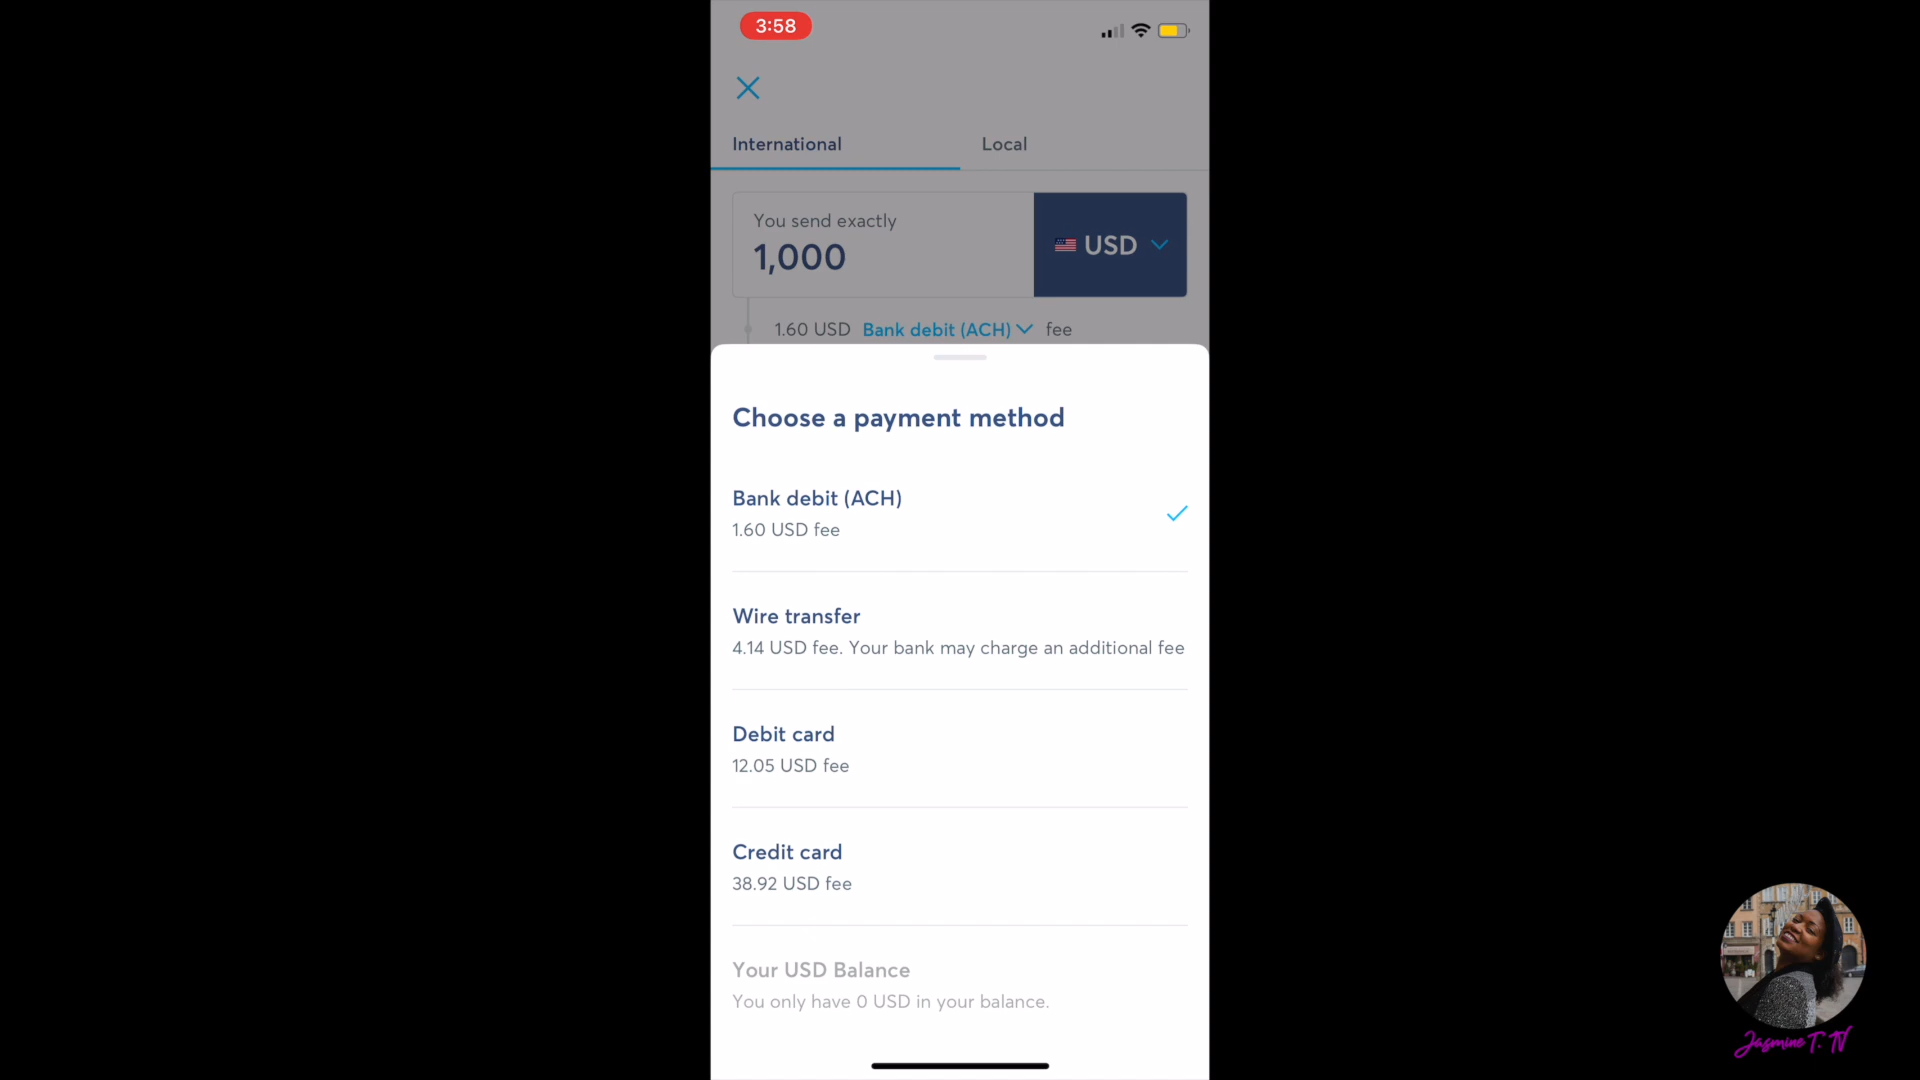 3:58
International
Local
You send exactly
1,000
USD
1.60 USD Bank debit (ACH) fee
Choose a payment method
Bank debit (ACH)
1.60 USD fee
Wire transfer
4.14 USD fee. Your bank may charge an additional fee
Debit card
12.05 USD fee
Credit card
38.92 USD fee
Your USD Balance
You only have 0 USD in your balance.
Jasmine T. TV